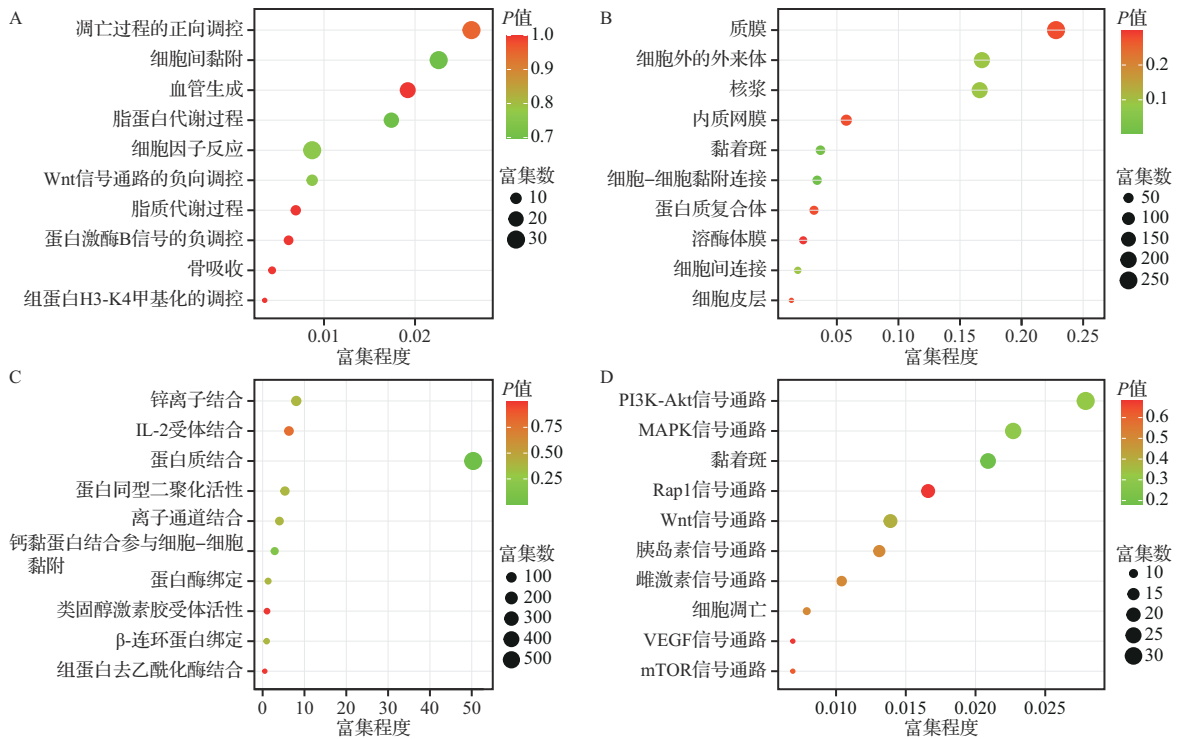 A
凋亡过程的正向调控
细胞间黏附
血管生成
脂蛋白代谢过程
细胞因子反应
Wnt信号通路的负向调控
脂质代谢过程
蛋白激酶B信号的负调控
骨吸收
组蛋白H3-K4甲基化的调控
0.01 0.02
富集程度
P值
1.0
0.9
0.8
0.7
富集数
10
20
30
B
质膜
细胞外的外来体
核浆
内质网膜
黏着斑
细胞–细胞黏附连接
蛋白质复合体
溶酶体膜
细胞间连接
细胞皮层
0.05 0.10 0.15 0.20 0.25
富集程度
P值
0.2
0.1
富集数
50
100
150
200
250
C
锌离子结合
IL-2受体结合
蛋白质结合
蛋白同型二聚化活性
离子通道结合
钙黏蛋白结合参与细胞–细胞
黏附
蛋白酶绑定
类固醇激素胶受体活性
β-连环蛋白绑定
组蛋白去乙酰化酶结合
0 10 20 30 40 50
富集程度
P值
0.75
0.50
0.25
富集数
100
200
300
400
500
D
PI3K-Akt信号通路
MAPK信号通路
黏着斑
Rap1信号通路
Wnt信号通路
胰岛素信号通路
雌激素信号通路
细胞凋亡
VEGF信号通路
mTOR信号通路
0.010 0.015 0.020 0.025
富集程度
P值
0.6
0.5
0.4
0.3
0.2
富集数
10
15
20
25
30